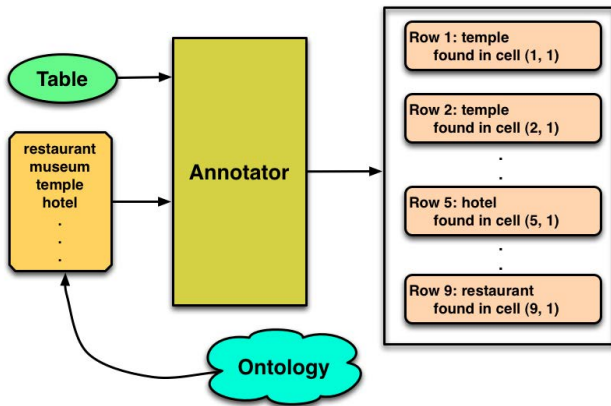 Table
restaurant
museum
temple
hotel
.
.
.
Annotator
Ontology
Row 1: temple
found in cell (1, 1)
Row 2: temple
found in cell (2, 1)
.
.
Row 5: hotel
found in cell (5, 1)
.
.
Row 9: restaurant
found in cell (9, 1)